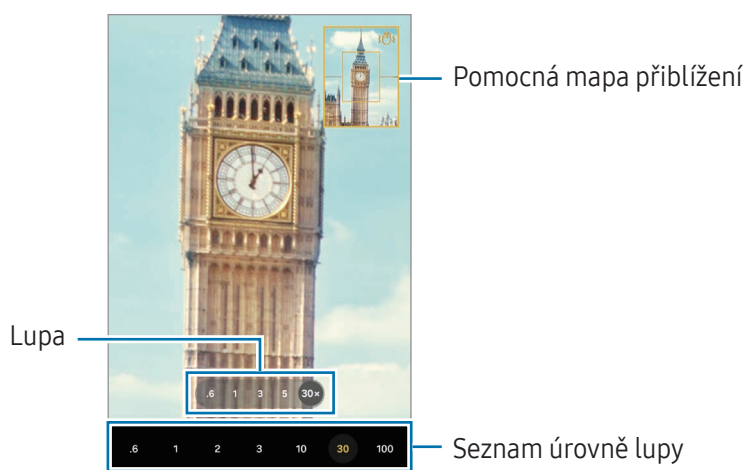 Pomocná mapa přiblížení
Lupa
.6 1 3 5 30×
.6 1 2 3 10 30 100
Seznam úrovně lupy